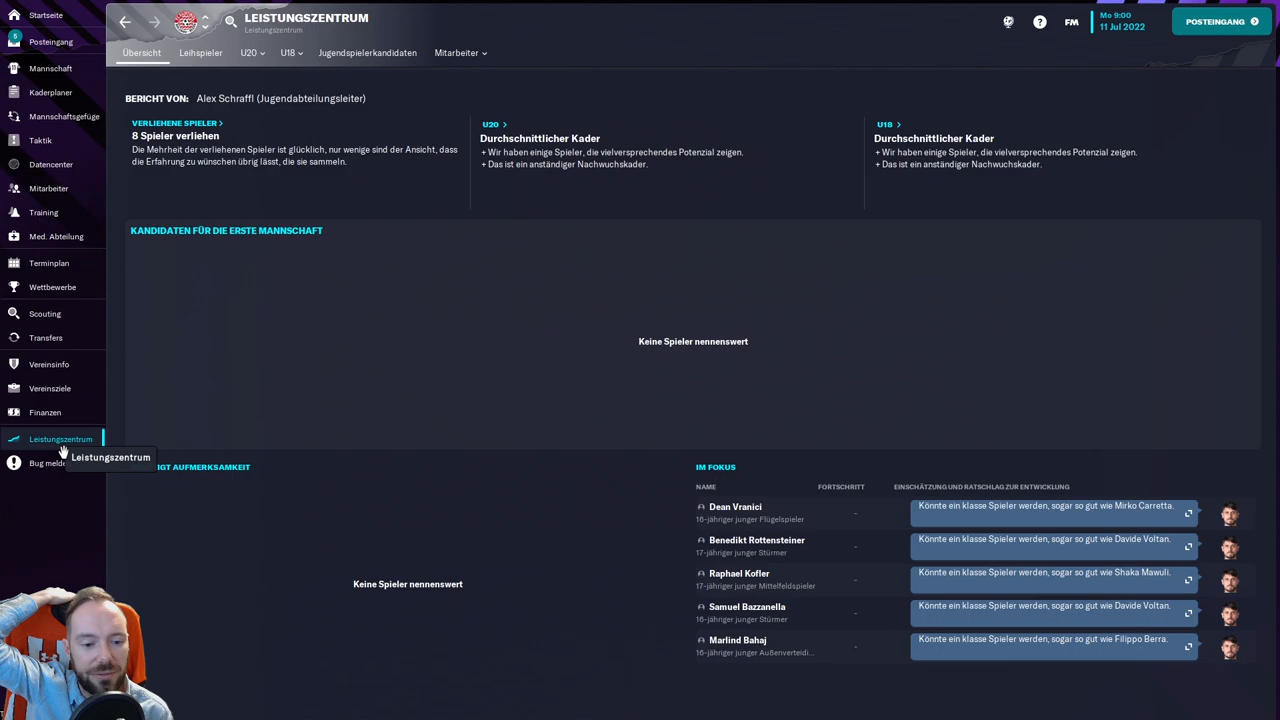 Startseite
5
Posteingang
Mannschaft
Kaderplaner
Mannschaftsgefüge
Taktik
Datencenter
Mitarbeiter
Training
Med. Abteilung
Terminplan
Wettbewerbe
Scouting
Transfers
Vereinsinfo
Vereinsziele
Finanzen
Leistungszentrum
Bug melde
Leistungszentrum
LEISTUNGSZENTRUM
Leistungszentrum
?
FM
Mo 9:00
11 Jul 2022
POSTEINGANG
Übersicht
Leihspieler
U20
U18
Jugendspielerkandidaten
Mitarbeiter
BERICHT VON: Alex Schraffl (Jugendabteilungsleiter)
VERLIEHENE SPIELER >
8 Spieler verliehen
Die Mehrheit der verliehenen Spieler ist glücklich, nur wenige sind der Ansicht, dass
die Erfahrung zu wünschen übrig lässt, die sie sammeln.
U20 >
Durchschnittlicher Kader
+ Wir haben einige Spieler, die vielversprechendes Potenzial zeigen.
+ Das ist ein anständiger Nachwuchskader.
U18 >
Durchschnittlicher Kader
+ Wir haben einige Spieler, die vielversprechendes Potenzial zeigen.
+ Das ist ein anständiger Nachwuchskader.
KANDIDATEN FÜR DIE ERSTE MANNSCHAFT
Keine Spieler nennenswert
IGT AUFMERKSAMKEIT
Keine Spieler nennenswert
IM FOKUS
NAME FORTSCHRITT EINSCHÄTZUNG UND RATSCHLAG ZUR ENTWICKLUNG
Dean Vranici
16-jähriger junger Flügelspieler
-
Könnte ein klasse Spieler werden, sogar so gut wie Mirko Carretta.
Benedikt Rottensteiner
17-jähriger junger Stürmer
-
Könnte ein klasse Spieler werden, sogar so gut wie Davide Voltan.
Raphael Kofler
17-jähriger junger Mittelfeldspieler
-
Könnte ein klasse Spieler werden, sogar so gut wie Shaka Mawuli.
Samuel Bazzanella
16-jähriger junger Stürmer
-
Könnte ein klasse Spieler werden, sogar so gut wie Davide Voltan.
Marlind Bahaj
16-jähriger junger Außenverteidi...
-
Könnte ein klasse Spieler werden, sogar so gut wie Filippo Berra.